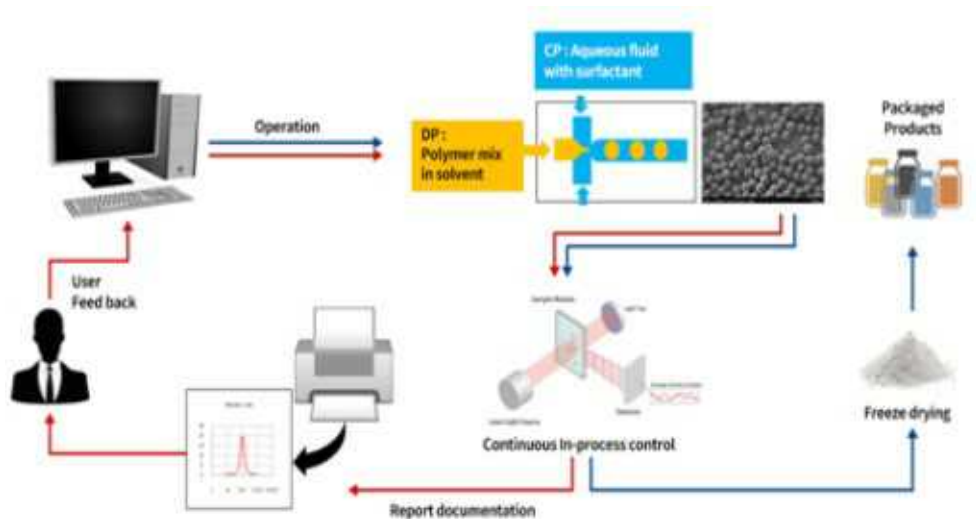 CP : Aqueous fluid
with surfactant
Operation
DP :
Polymer mix
in solvent
Packaged
Products
User
Feed back
Continuous In-process control
Freeze drying
Report documentation